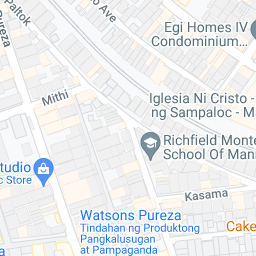 Paltok
Pureza
Ave
Egi Homes IV
Condominium...
Mithi
Iglesia Ni Cristo -
ng Sampaloc - M
Richfield Monte
School Of Mani
tudio
c Store
Kasama
Watsons Pureza
Tindahan ng Produktong
Pangkalusugan
at Pampaganda
Cake